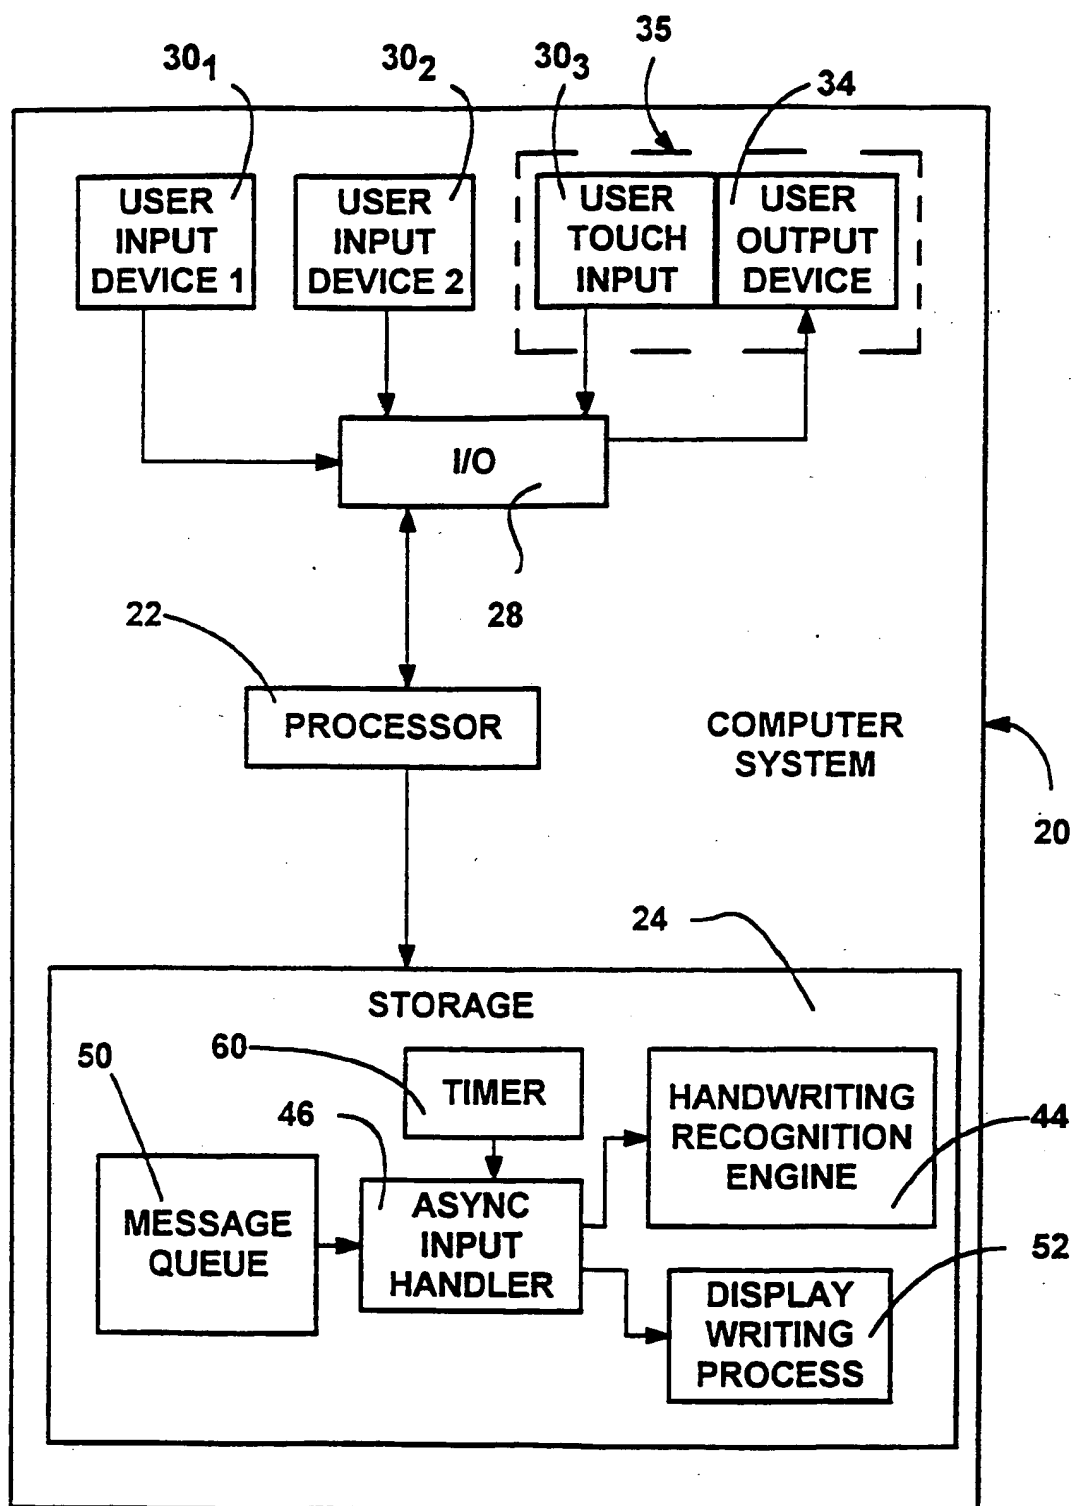 35
30₁
30₂
30₃
34
USER
INPUT
DEVICE 1
USER
INPUT
DEVICE 2
USER
TOUCH
INPUT
USER
OUTPUT
DEVICE
I/O
28
22
PROCESSOR
COMPUTER
SYSTEM
20
24
STORAGE
50
60
TIMER
46
HANDWRITING
RECOGNITION
ENGINE
44
MESSAGE
QUEUE
ASYNC
INPUT
HANDLER
52
DISPLAY
WRITING
PROCESS